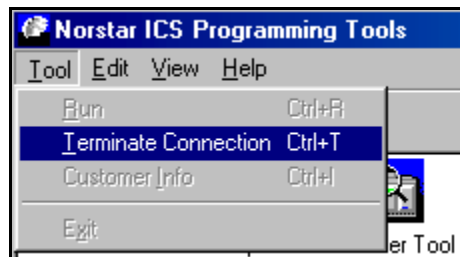 Norstar ICS Programming Tools
Tool Edit View Help
Run Ctrl+R
Terminate Connection Ctrl+T
Customer Info Ctrl+I
Exit
er Tool